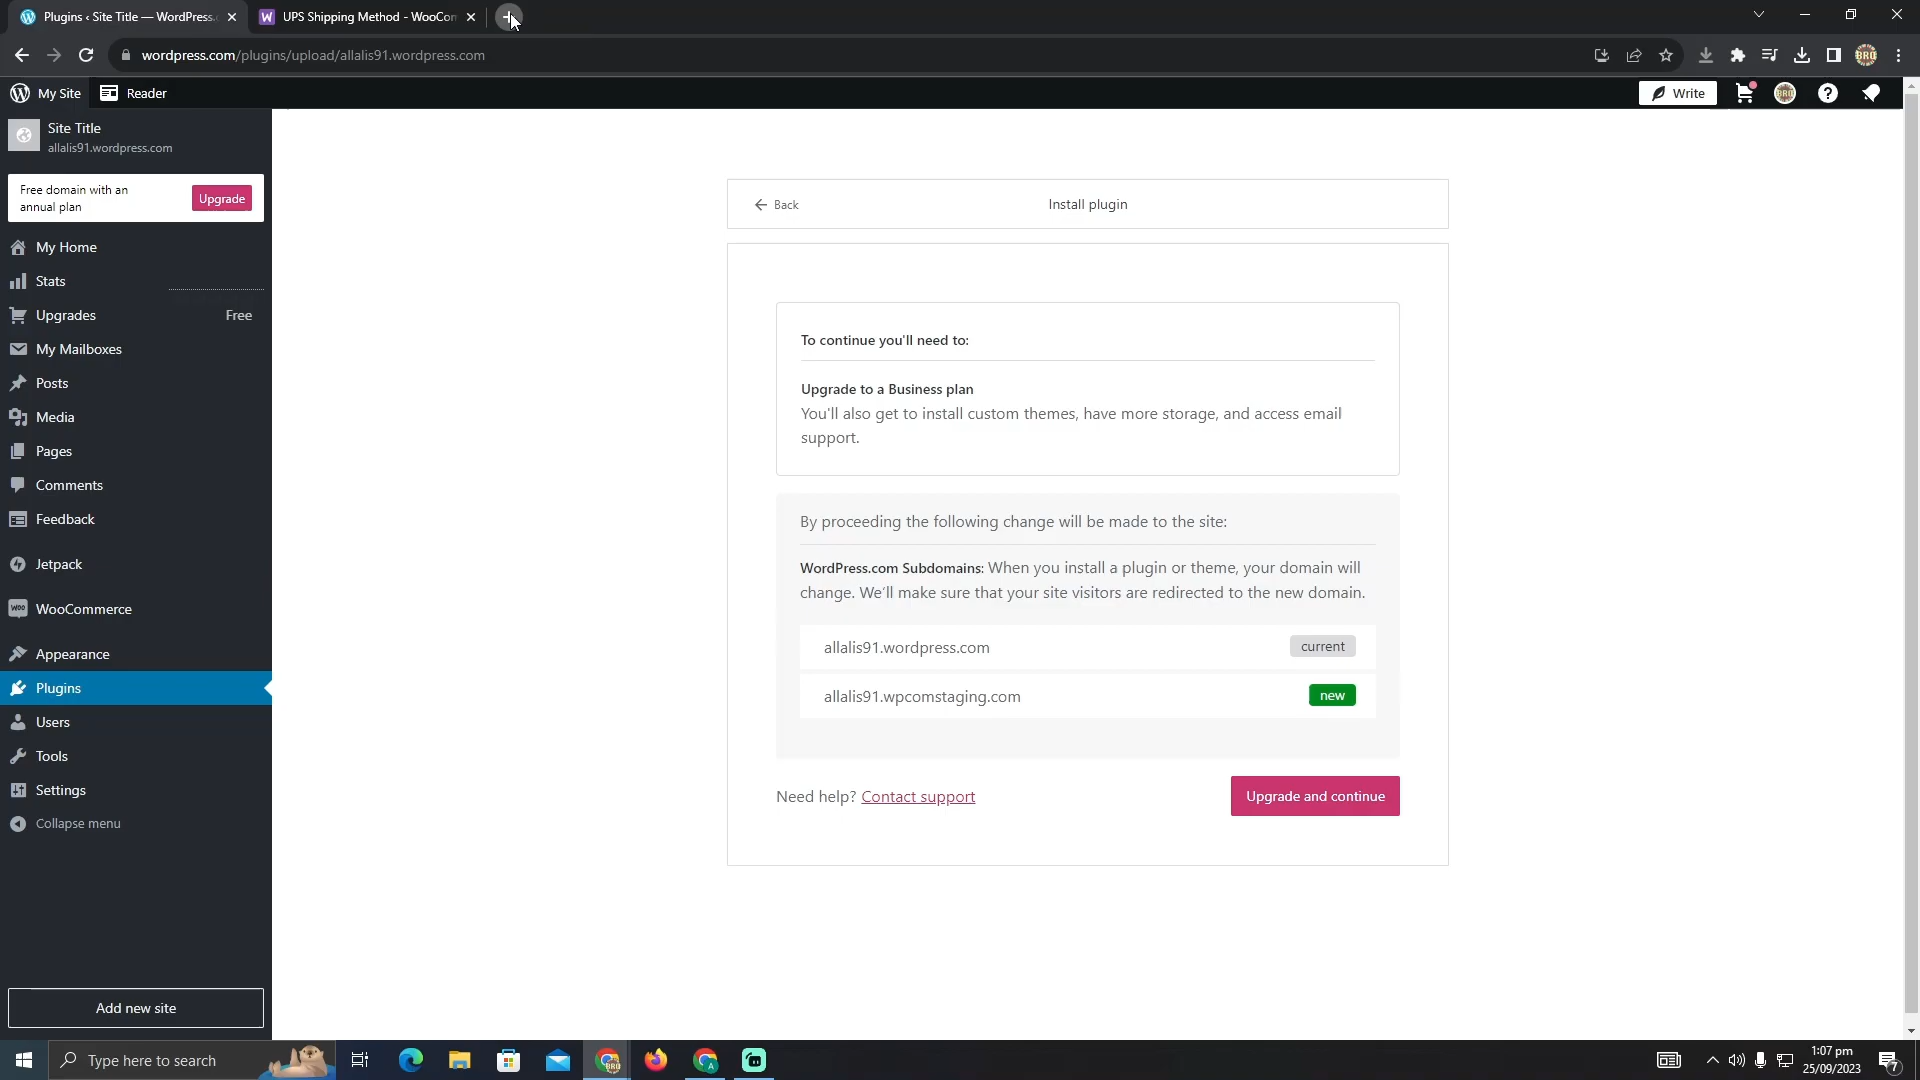 Plugins ‹ Site Title — WordPress.
UPS Shipping Method - WooCom
wordpress.com/plugins/upload/allalis91.wordpress.com
My Site
Reader
Write
Site Title
allalis91.wordpress.com
Free domain with an
annual plan
Upgrade
My Home
Stats
Upgrades
Free
My Mailboxes
Posts
Media
Pages
Comments
Feedback
Jetpack
WooCommerce
Appearance
Plugins
Users
Tools
Settings
Collapse menu
Add new site
Back
Install plugin
To continue you'll need to:
Upgrade to a Business plan
You'll also get to install custom themes, have more storage, and access email
support.
By proceeding the following change will be made to the site:
WordPress.com Subdomains: When you install a plugin or theme, your domain will
change. We'll make sure that your site visitors are redirected to the new domain.
allalis91.wordpress.com
current
allalis91.wpcomstaging.com
new
Need help? Contact support
Upgrade and continue
Type here to search
1:07 pm
25/09/2023
7